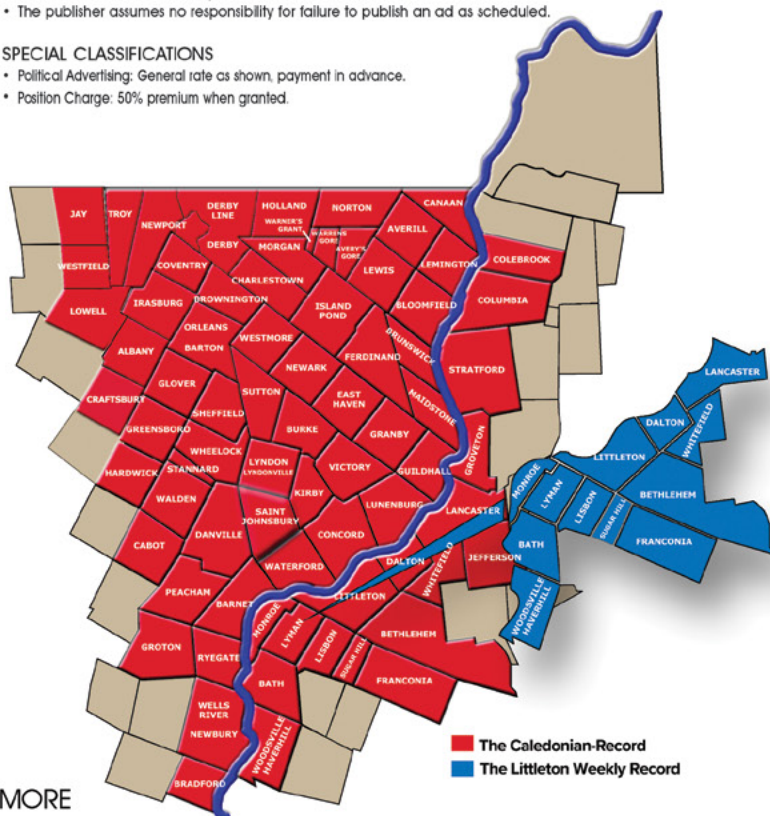 • The publisher assumes no responsibility for failure to publish an ad as scheduled.
SPECIAL CLASSIFICATIONS
• Political Advertising: General rate as shown, payment in advance.
• Position Charge: 50% premium when granted.
JAY
TROY
NEWPORT
DERBY
LINE
HOLLAND
NORTON
CANAAN
WARNER'S
GRANT
WARRENS
GORE
AVERY'S
GORE
AVERILL
DERBY
MORGAN
WESTFIELD
COVENTRY
LEWIS
LEMINGTON
COLEBROOK
CHARLESTOWN
LOWELL
IRASBURG
BROWNINGTON
ISLAND
POND
BLOOMFIELD
COLUMBIA
ORLEANS
BARTON
WESTMORE
BRUNSWICK
ALBANY
FERDINAND
NEWARK
STRATFORD
GLOVER
SUTTON
EAST
HAVEN
MAIDSTONE
CRAFTSBURY
SHEFFIELD
GREENSBORO
BURKE
GRANBY
GROVETON
WHEELOCK
HARDWICK
STANNARD
LYNDON
LYNDONVILLE
VICTORY
GUILDHALL
WALDEN
KIRBY
LUNENBURG
LANCASTER
SAINT
JOHNSBURY
DANVILLE
CONCORD
CABOT
WATERFORD
DALTON
WHITEFIELD
JEFFERSON
PEACHAM
BARNET
LITTLETON
MONROE
LYMAN
LISBON
SUGAR HILL
BETHLEHEM
GROTON
RYEGATE
BATH
FRANCONIA
WELLS
RIVER
NEWBURY
WOODSVILLE
HAVERHILL
BRADFORD
LANCASTER
DALTON
WHITEFIELD
LITTLETON
MONROE
LYMAN
LISBON
SUGAR HILL
BETHLEHEM
FRANCONIA
BATH
WOODSVILLE
HAVERHILL
The Caledonian-Record
The Littleton Weekly Record
MORE